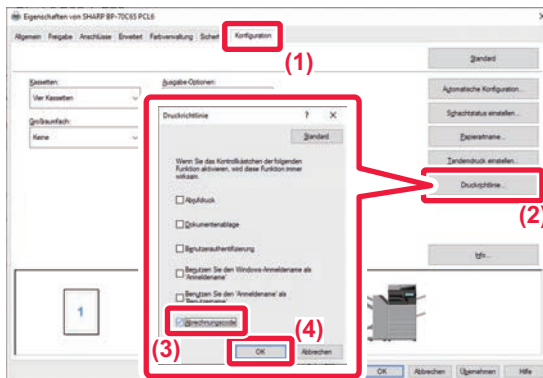 Eigenschaften von SHARP BP-70C65 PCL6
Allgemein Freigabe Anschlüsse Erweitert Farbverwaltung Sicherheit Konfiguration
(1)
Standard
Kassetten:
Ausgabe-Optionen:
Vier Kassetten
Automatische Konfiguration...
Schachtstatus einstellen...
Großraumfach:
Keine
Papierartname...
Tandemdruck einstellen...
Druckrichtlinie...
(2)
Info...
Druckrichtlinie ? X
Standard
Wenn Sie das Kontrollkästchen der folgenden
Funktion aktivieren, wird diese Funktion immer
wirksam.
Abrufdruck
Dokumentenablage
Benutzerauthentifizierung
Benutzen Sie den Windows-Anmeldename als
'Anmeldename'
Benutzen Sie den 'Anmeldename' als
'Benutzername'
Abrechnungscode
(3)
(4)
OK Abbrechen
1
OK Abbrechen Übernehmen Hilfe